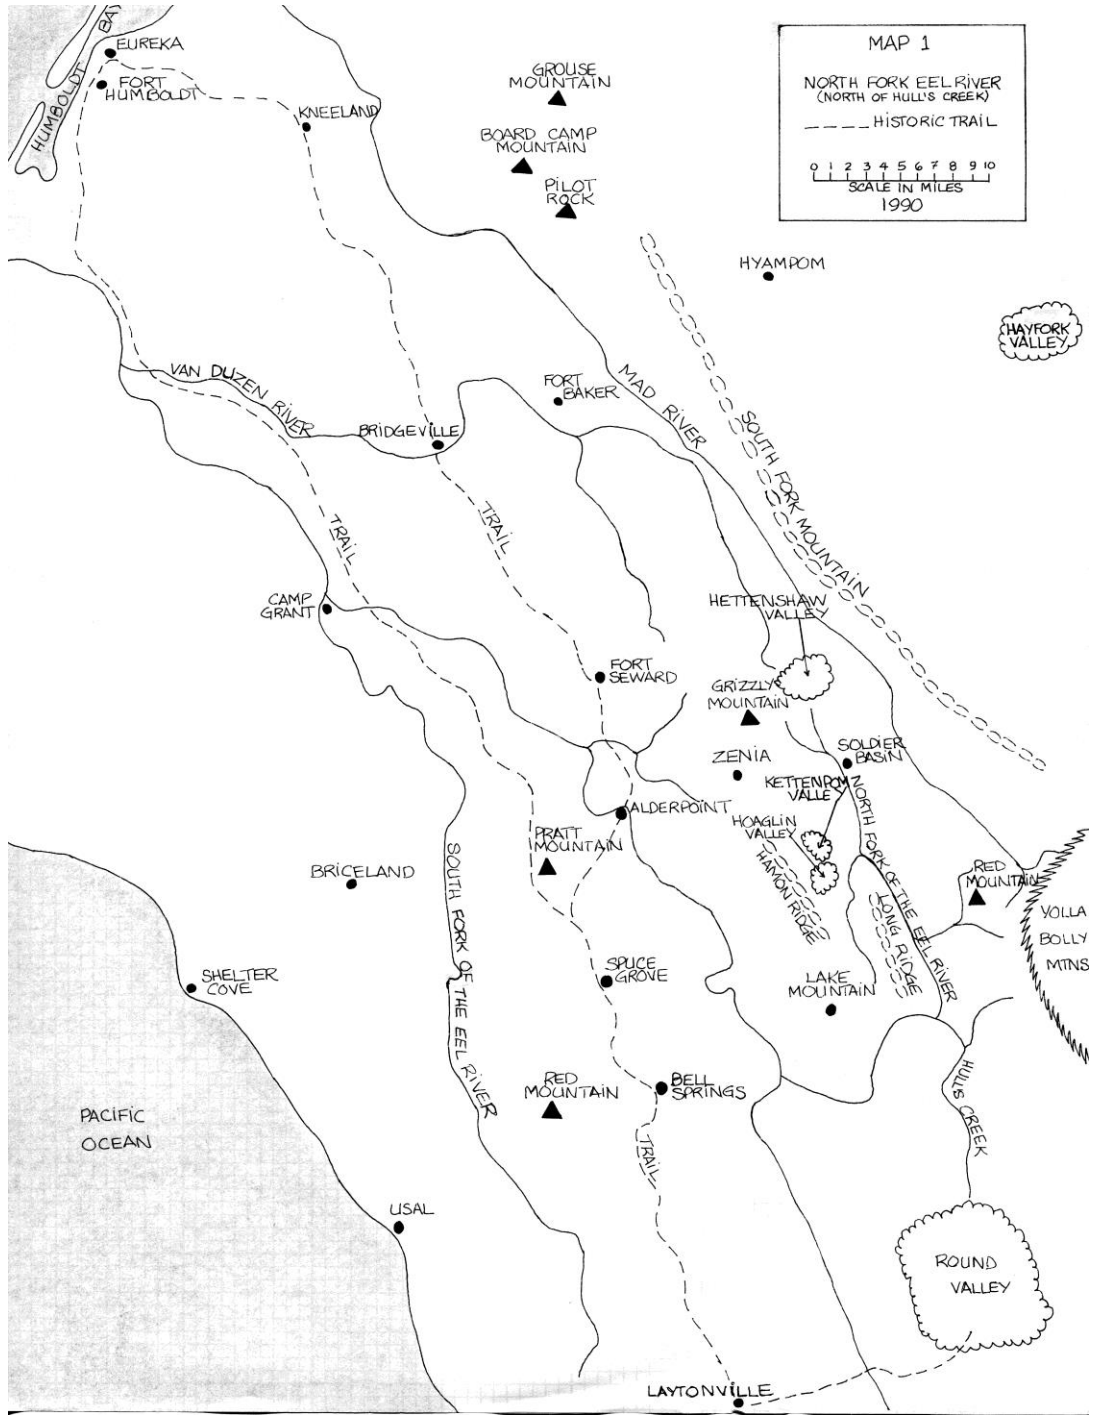 MAP 1
NORTH FORK EEL RIVER
(NORTH OF HULL'S CREEK)
HISTORIC TRAIL
0 1 2 3 4 5 6 7 8 9 10
SCALE IN MILES
1990
HUMBOLDT BAY
EUREKA
FORT
HUMBOLDT
KNEELAND
GROUSE
MOUNTAIN
BOARD CAMP
MOUNTAIN
PILOT
ROCK
HYAMPOM
HAYFORK
VALLEY
VAN DUZEN RIVER
BRIDGEVILLE
FORT
BAKER
MAD RIVER
SOUTH FORK MOUNTAIN
TRAIL
TRAIL
CAMP
GRANT
HETTENSHAW
VALLEY
FORT
SEWARD
GRIZZLY
MOUNTAIN
ZENIA
SOLDIER
BASIN
KETTENPOM
VALLEY
HOAGLIN
VALLEY
HAMON RIDGE
NORTH FORK OF THE EEL RIVER
LONG RIDGE
ALDERPOINT
PRATT
MOUNTAIN
BRICELAND
SOUTH FORK OF THE EEL RIVER
RED
MOUNTAIN
YOLLA
BOLLY
MTNS
SHELTER
COVE
SPUCE
GROVE
LAKE
MOUNTAIN
RED
MOUNTAIN
BELL
SPRINGS
HULL'S CREEK
PACIFIC
OCEAN
TRAIL
USAL
ROUND
VALLEY
LAYTONVILLE